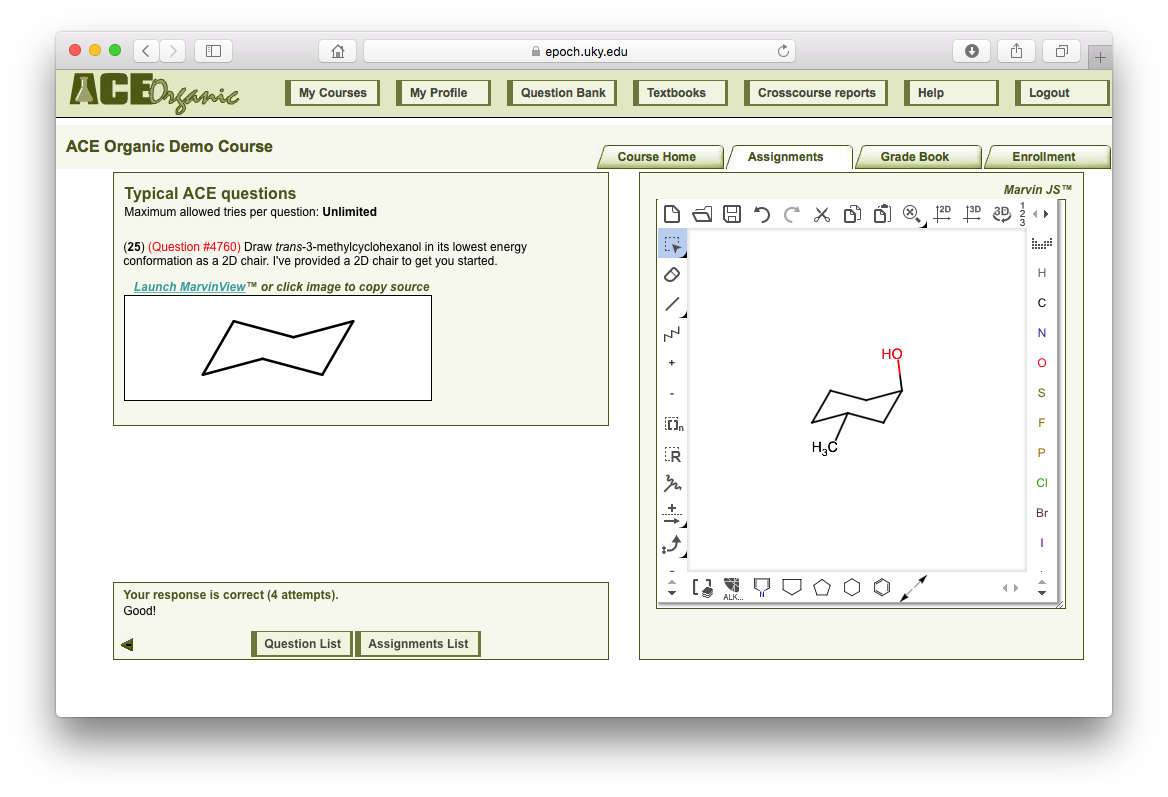 epoch.uky.edu
ACE Organic
My Courses
My Profile
Question Bank
Textbooks
Crosscourse reports
Help
Logout
ACE Organic Demo Course
Course Home
Assignments
Grade Book
Enrollment
Typical ACE questions
Maximum allowed tries per question: Unlimited
(25) (Question #4760) Draw trans-3-methylcyclohexanol in its lowest energy
conformation as a 2D chair. I've provided a 2D chair to get you started.
Launch MarvinView™ or click image to copy source
Marvin JS™
2D
3D
3D
1
2
3
H
C
N
O
S
F
P
Cl
Br
I
+
-
[ ]n
R
+
HO
H3C
ALK...
N
Your response is correct (4 attempts).
Good!
Question List
Assignments List